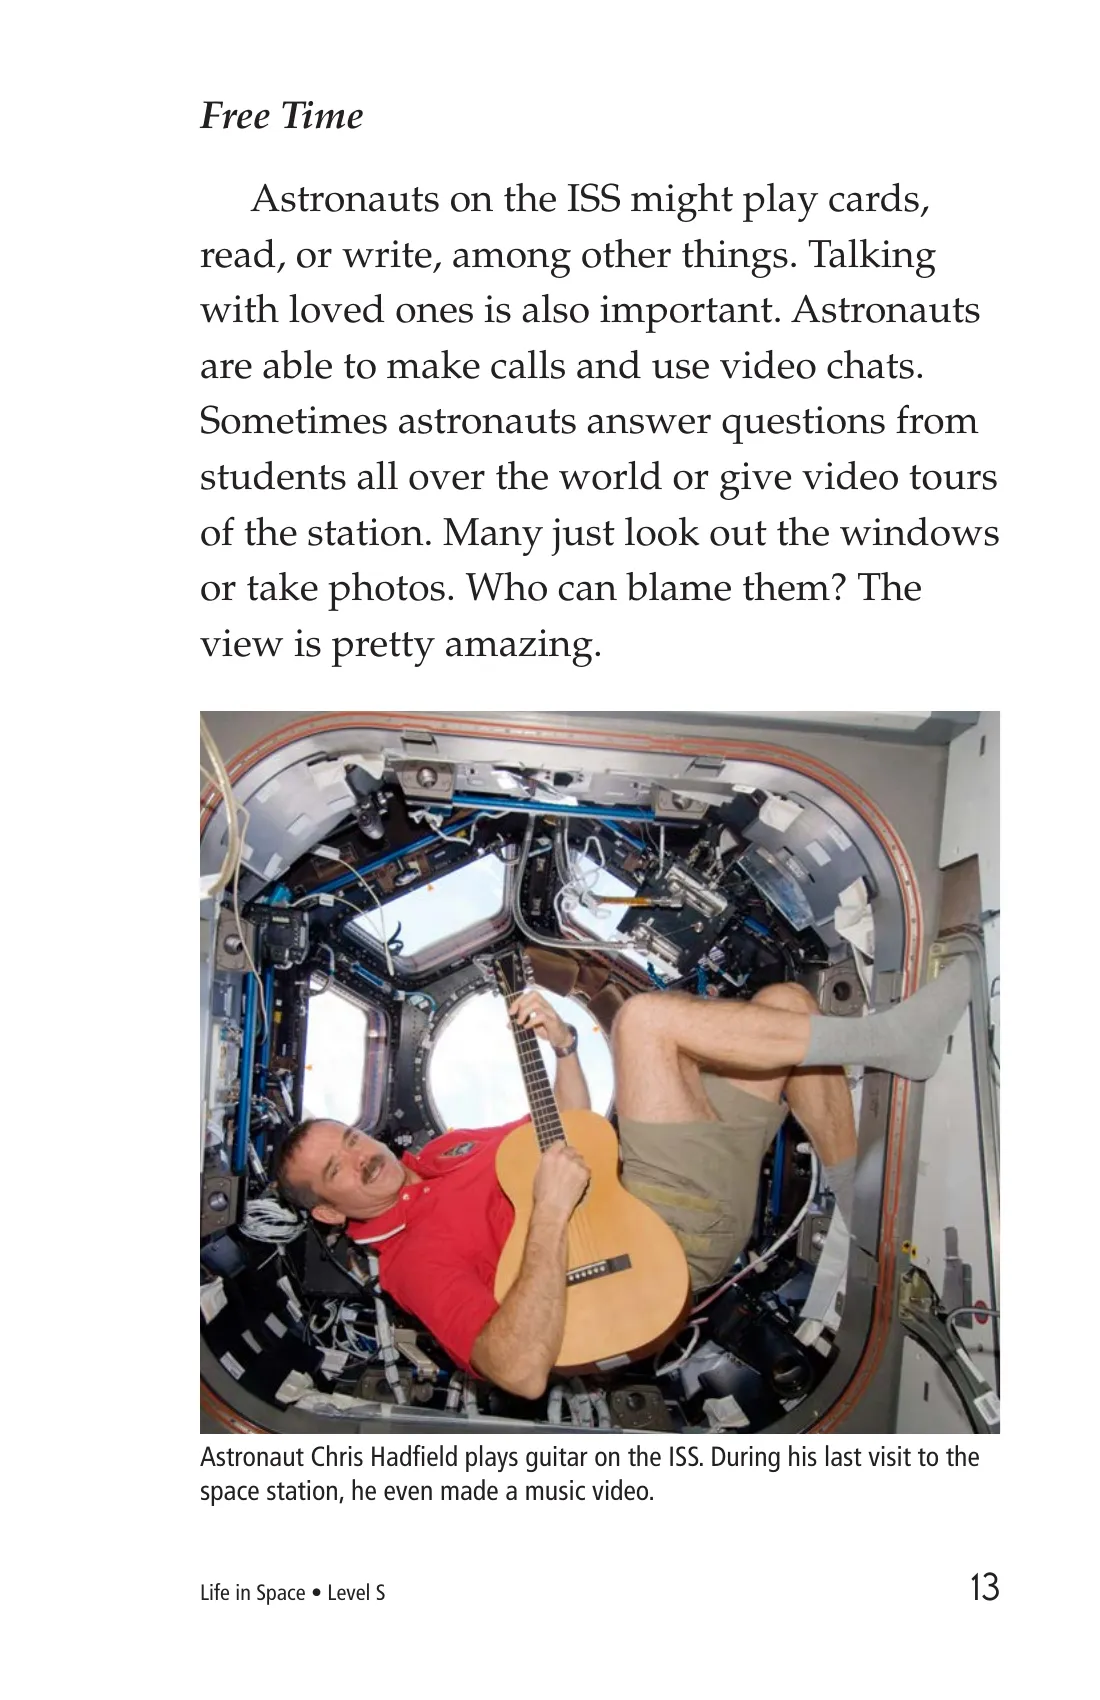 Free Time
Astronauts on the ISS might play cards,
read, or write, among other things. Talking
with loved ones is also important. Astronauts
are able to make calls and use video chats.
Sometimes astronauts answer questions from
students all over the world or give video tours
of the station. Many just look out the windows
or take photos. Who can blame them? The
view is pretty amazing.
Astronaut Chris Hadfield plays guitar on the ISS. During his last visit to the
space station, he even made a music video.
Life in Space • Level S
13